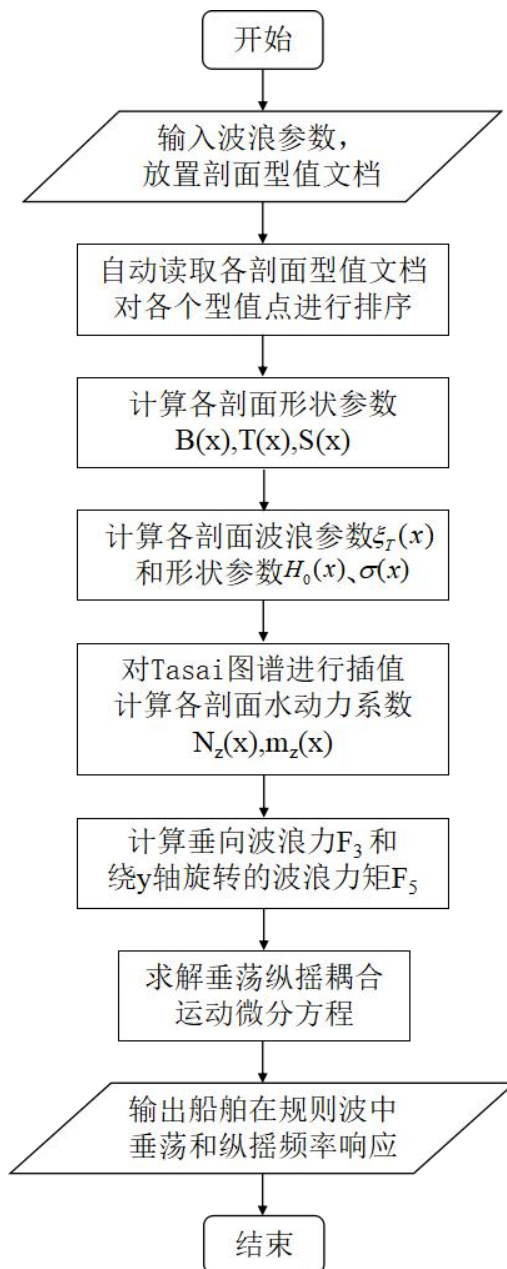 开始
输入波浪参数，
放置剖面型值文档
自动读取各剖面型值文档
对各个型值点进行排序
计算各剖面形状参数
B(x),T(x),S(x)
计算各剖面波浪参数ξ_T(x)
和形状参数H₀(x)、σ(x)
对Tasai图谱进行插值
计算各剖面水动力系数
N_z(x),m_z(x)
计算垂向波浪力F₃和
绕y轴旋转的波浪力矩F₅
求解垂荡纵摇耦合
运动微分方程
输出船舶在规则波中
垂荡和纵摇频率响应
结束